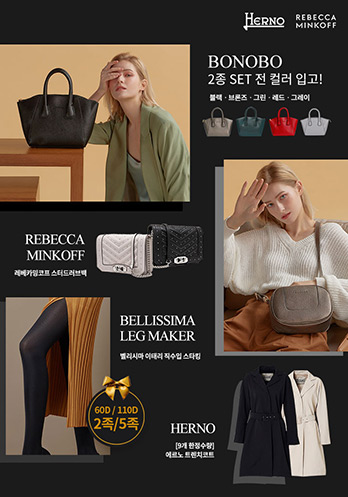 HERNO
REBECCA
MINKOFF
BONOBO
2종 SET 전 컬러 입고!
블랙 · 브론즈 · 그린 · 레드 · 그레이
REBECCA
MINKOFF
레베카밍코프 스터드러브백
BELLISSIMA
LEG MAKER
벨리시마 이태리 직수입 스타킹
60D / 110D
2족/5족
HERNO
[9개 한정수량]
에르노 트렌치코트